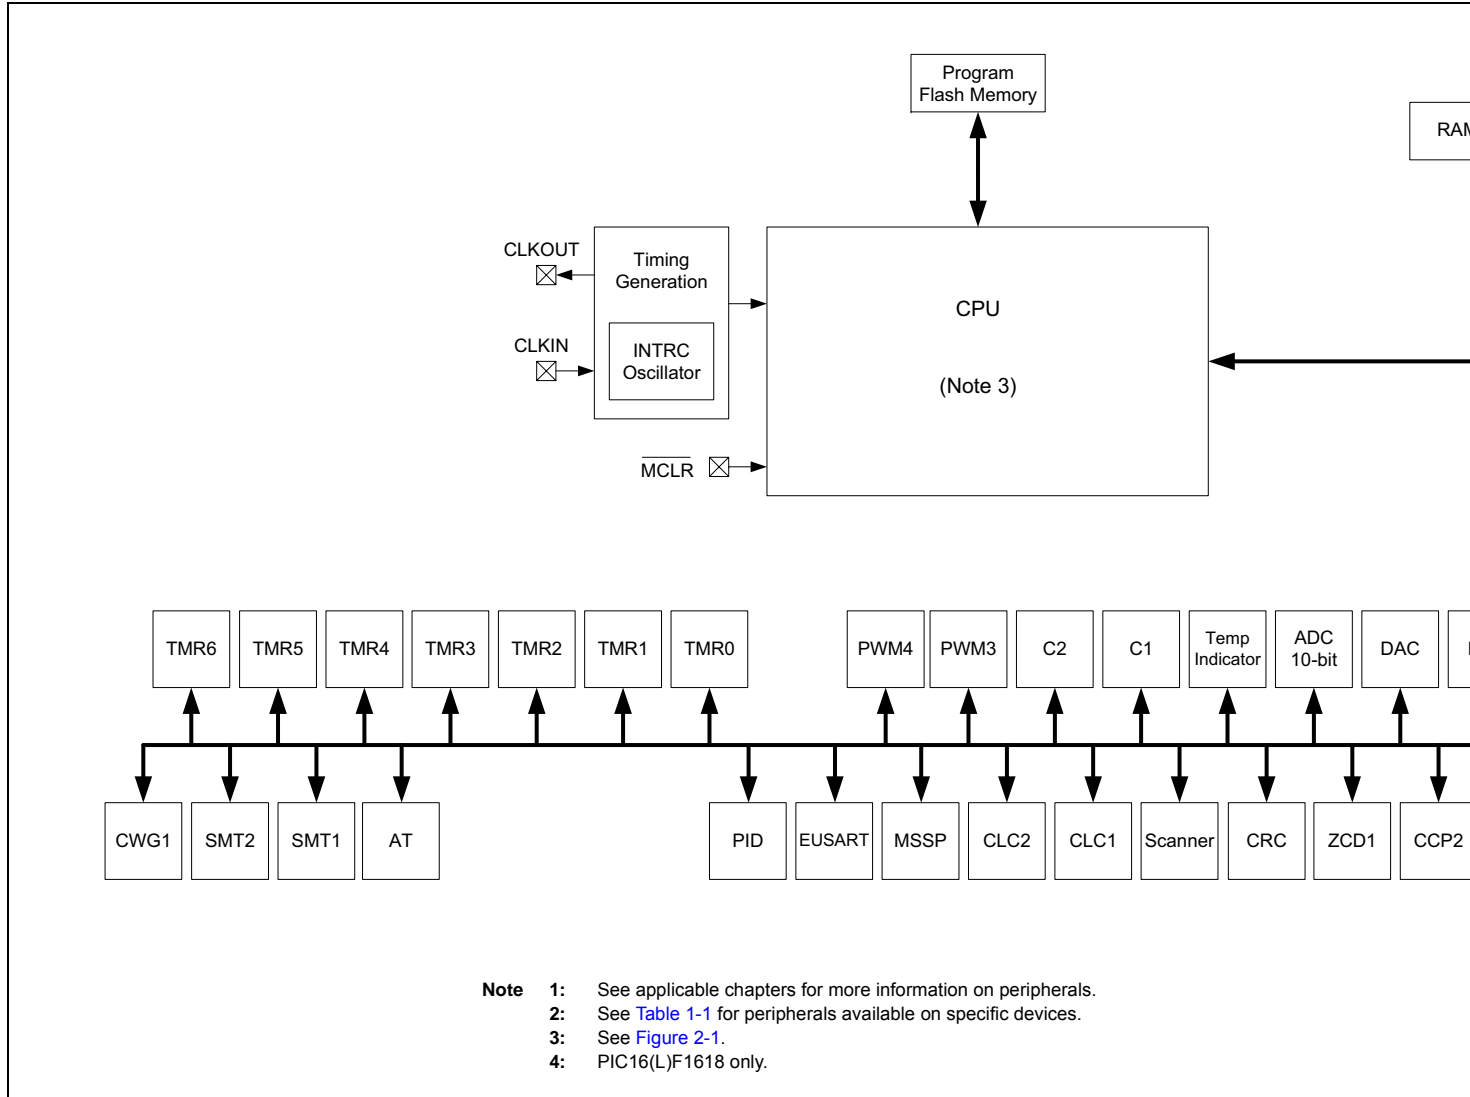 Program
Flash Memory
CLKOUT
Timing
Generation
CPU
CLKIN
INTRC
Oscillator
(Note 3)
MCLR
TMR6
TMR5
TMR4
TMR3
TMR2
TMR1
TMR0
PWM4
PWM3
C2
C1
Temp
Indicator
ADC
10-bit
DAC
CWG1
SMT2
SMT1
AT
PID
EUSART
MSSP
CLC2
CLC1
Scanner
CRC
ZCD1
CCP2
Note 1: See applicable chapters for more information on peripherals.
2: See Table 1-1 for peripherals available on specific devices.
3: See Figure 2-1.
4: PIC16(L)F1618 only.